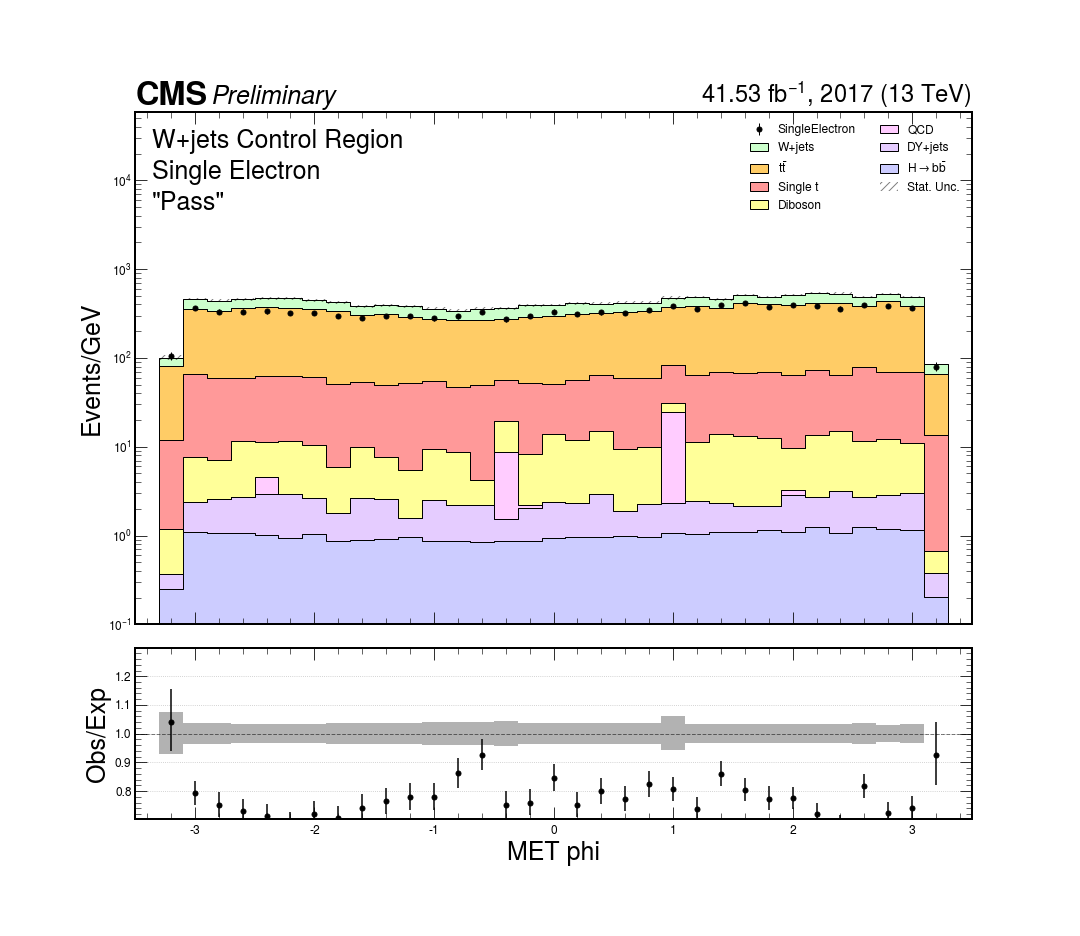 CMS Preliminary
41.53 fb⁻¹, 2017 (13 TeV)
W+jets Control Region
Single Electron
"Pass"
SingleElectron
W+jets
tt̄
Single t
Diboson
QCD
DY+jets
H→bb̄
Stat. Unc.
Events/GeV
10⁴
10³
10²
10¹
10⁰
10⁻¹
Obs/Exp
1.2
1.1
1.0
0.9
0.8
-3 -2 -1 0 1 2 3
MET phi